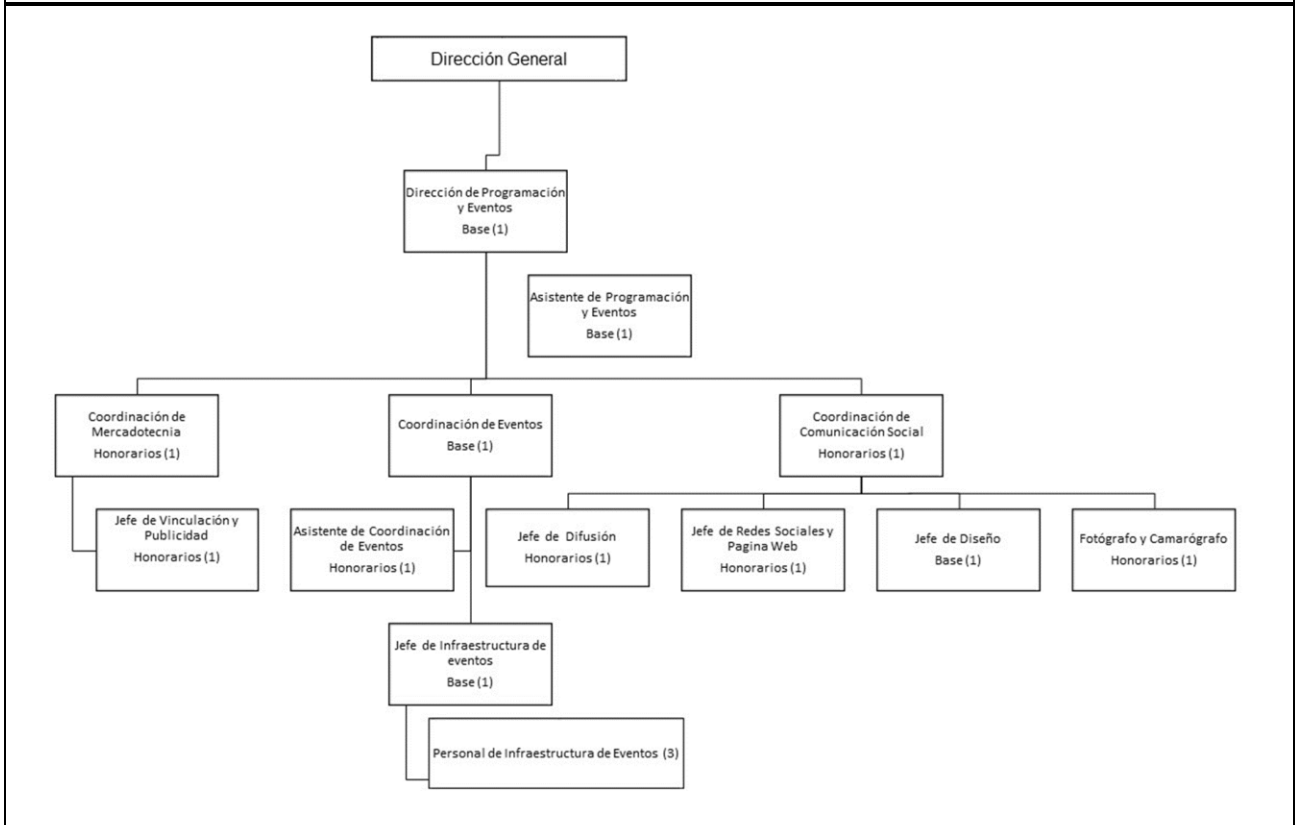 Dirección General
Dirección de Programación
y Eventos
Base (1)
Asistente de Programación
y Eventos
Base (1)
Coordinación de
Mercadotecnia
Honorarios (1)
Coordinación de Eventos
Base (1)
Coordinación de
Comunicación Social
Honorarios (1)
Jefe de Vinculación y
Publicidad
Honorarios (1)
Asistente de Coordinación
de Eventos
Honorarios (1)
Jefe de Difusión
Honorarios (1)
Jefe de Redes Sociales y
Pagina Web
Honorarios (1)
Jefe de Diseño
Base (1)
Fotógrafo y Camarógrafo
Honorarios (1)
Jefe de Infraestructura de
eventos
Base (1)
Personal de Infraestructura de Eventos (3)